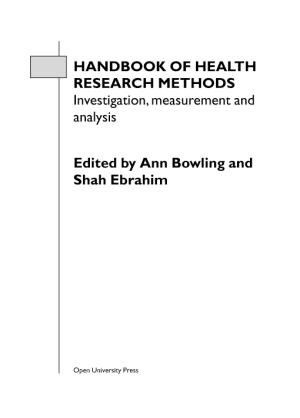 HANDBOOK OF HEALTH
RESEARCH METHODS
Investigation, measurement and
analysis
Edited by Ann Bowling and
Shah Ebrahim
Open University Press